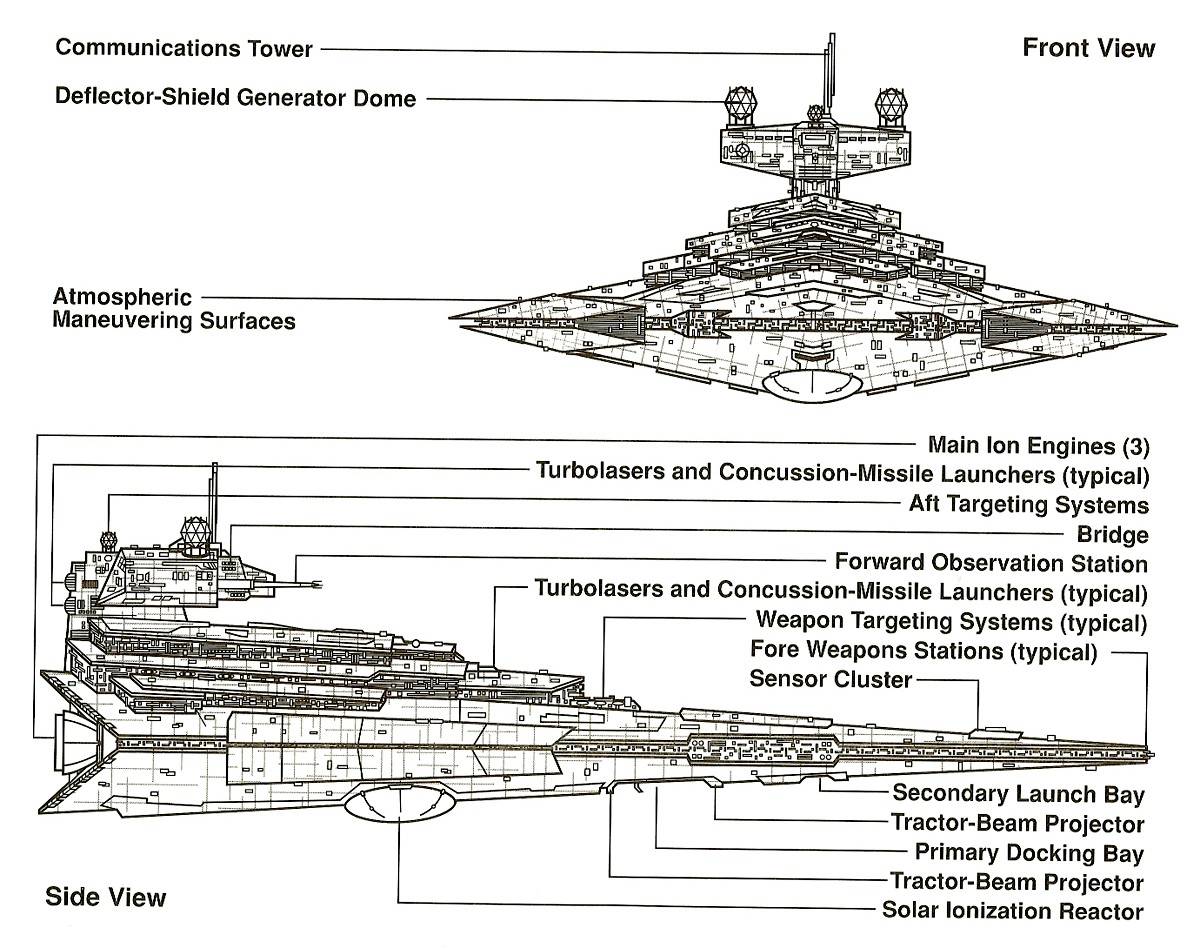 Communications Tower
Front View
Deflector-Shield Generator Dome
Atmospheric
Maneuvering Surfaces
Main Ion Engines (3)
Turbolasers and Concussion-Missile Launchers (typical)
Aft Targeting Systems
Bridge
Forward Observation Station
Turbolasers and Concussion-Missile Launchers (typical)
Weapon Targeting Systems (typical)
Fore Weapons Stations (typical)
Sensor Cluster
Secondary Launch Bay
Tractor-Beam Projector
Primary Docking Bay
Tractor-Beam Projector
Side View
Solar Ionization Reactor